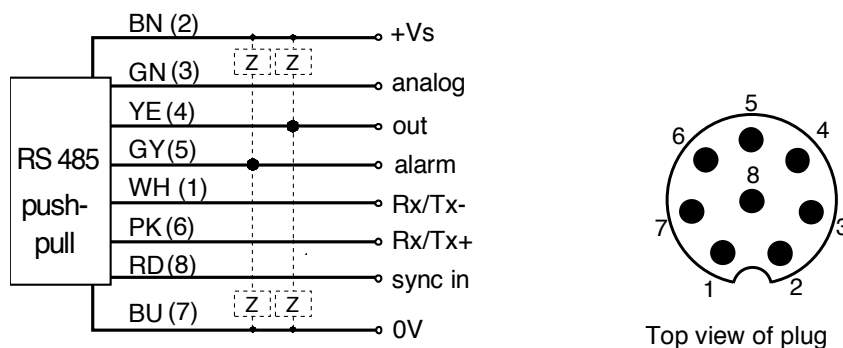 BN (2)
+Vs
Z Z
GN (3)
analog
YE (4)
out
GY (5)
alarm
RS 485
push-
pull
WH (1)
Rx/Tx-
PK (6)
Rx/Tx+
RD (8)
sync in
Z Z
BU (7)
0V
5
6
4
8
7
3
1
2
Top view of plug